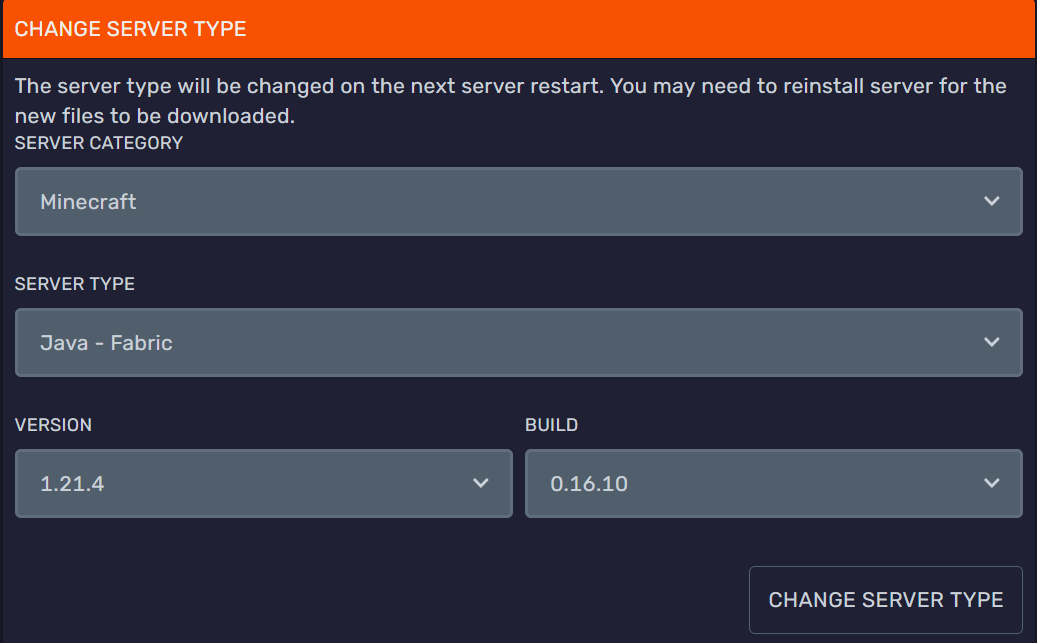 CHANGE SERVER TYPE
The server type will be changed on the next server restart. You may need to reinstall server for the
new files to be downloaded.
SERVER CATEGORY
Minecraft
SERVER TYPE
Java - Fabric
VERSION
BUILD
1.21.4
0.16.10
CHANGE SERVER TYPE